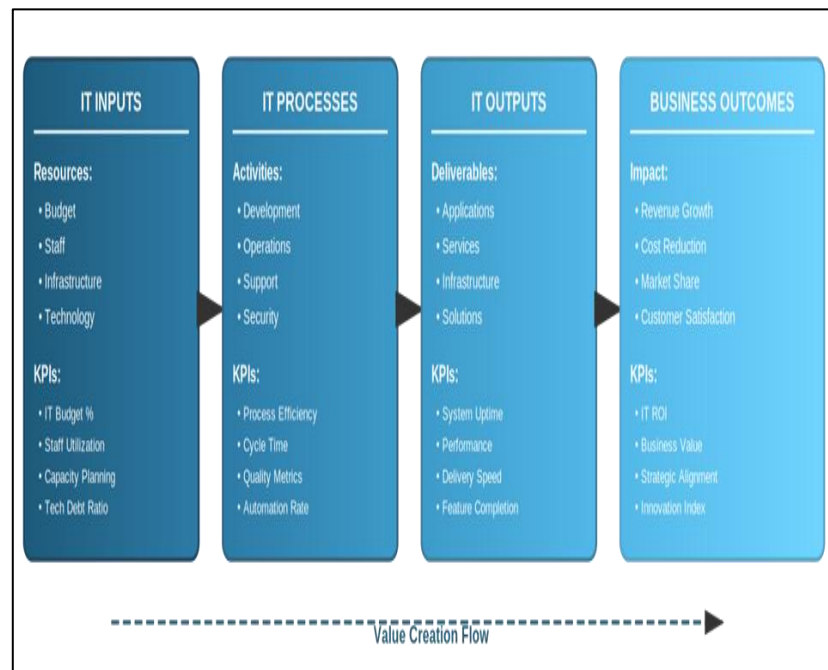 IT INPUTS
Resources:
• Budget
• Staff
• Infrastructure
• Technology
KPIs:
• IT Budget %
• Staff Utilization
• Capacity Planning
• Tech Debt Ratio
IT PROCESSES
Activities:
• Development
• Operations
• Support
• Security
KPIs:
• Process Efficiency
• Cycle Time
• Quality Metrics
• Automation Rate
IT OUTPUTS
Deliverables:
• Applications
• Services
• Infrastructure
• Solutions
KPIs:
• System Uptime
• Performance
• Delivery Speed
• Feature Completion
BUSINESS OUTCOMES
Impact:
• Revenue Growth
• Cost Reduction
• Market Share
• Customer Satisfaction
KPIs:
• IT ROI
• Business Value
• Strategic Alignment
• Innovation Index
Value Creation Flow